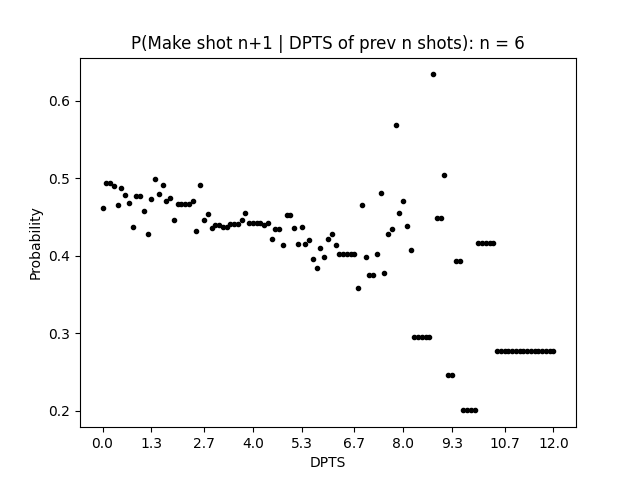 P(Make shot n+1 | DPTS of prev n shots): n = 6
Probability
0.6
0.5
0.4
0.3
0.2
0.0 1.3 2.7 4.0 5.3 6.7 8.0 9.3 10.7 12.0
DPTS